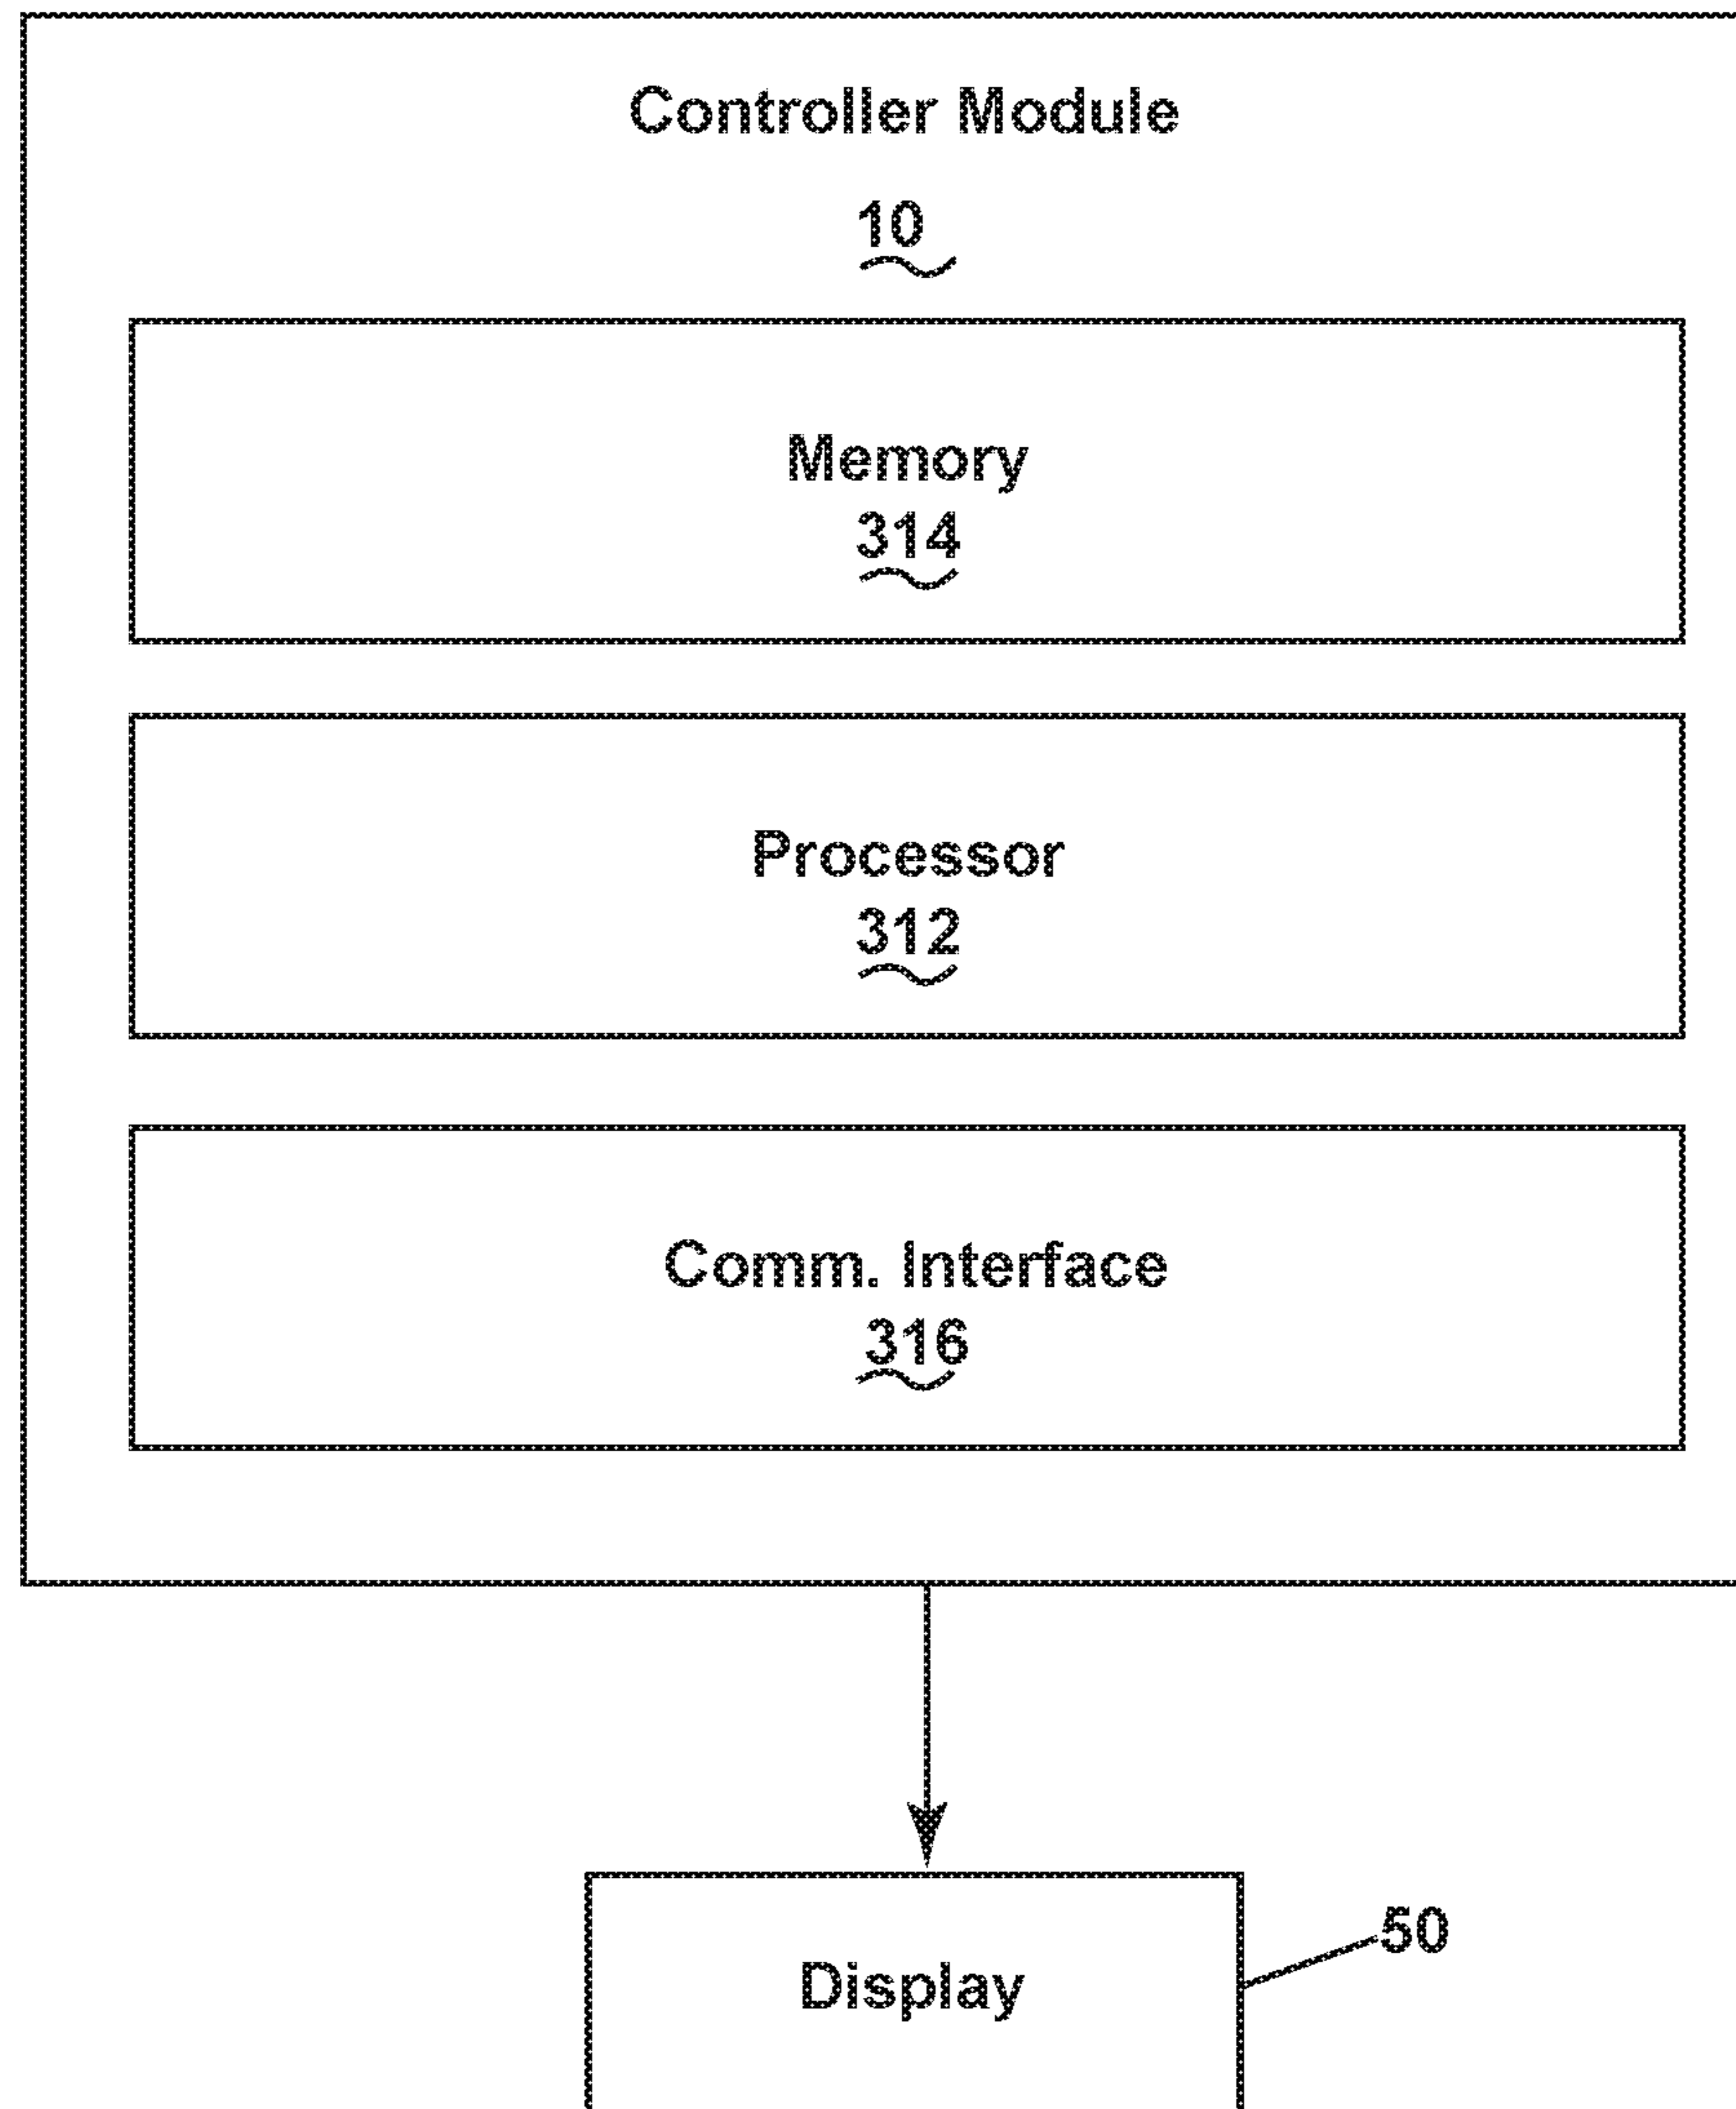 Controller Module
10
Memory
314
Processor
312
Comm. Interface
316
50
Display